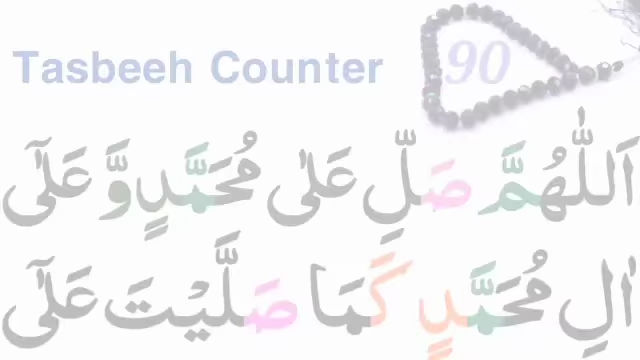 Tasbeeh Counter 90
اَللّٰهُمَّ صَلِّ عَلٰى مُحَمَّدٍ وَّ عَلٰٓى
اٰلِ مُحَمَّدٍ كَمَا صَلَّيْتَ عَلٰٓى